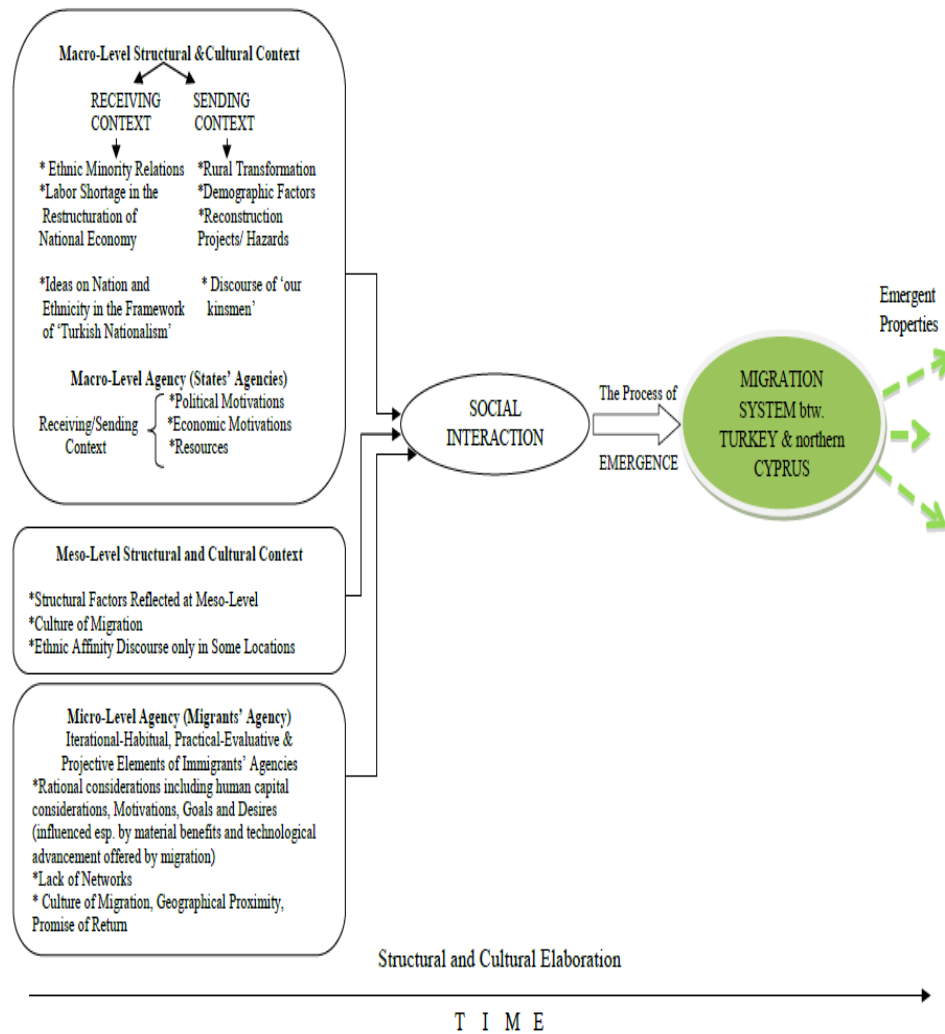 Macro-Level Structural &Cultural Context
RECEIVING
CONTEXT
SENDING
CONTEXT
* Ethnic Minority Relations
*Labor Shortage in the
Restructuration of
National Economy
*Rural Transformation
*Demographic Factors
*Reconstruction
Projects/ Hazards
*Ideas on Nation and
Ethnicity in the Framework
of ‘Turkish Nationalism’
* Discourse of ‘our
kinsmen’
Macro-Level Agency (States’ Agencies)
Receiving/Sending
Context
*Political Motivations
*Economic Motivations
*Resources
Meso-Level Structural and Cultural Context
*Structural Factors Reflected at Meso-Level
*Culture of Migration
*Ethnic Affinity Discourse only in Some Locations
Micro-Level Agency (Migrants’ Agency)
Iterational-Habitual, Practical-Evaluative &
Projective Elements of Immigrants’ Agencies
*Rational considerations including human capital
considerations, Motivations, Goals and Desires
(influenced esp. by material benefits and technological
advancement offered by migration)
*Lack of Networks
* Culture of Migration, Geographical Proximity,
Promise of Return
SOCIAL
INTERACTION
The Process of
EMERGENCE
MIGRATION
SYSTEM btw.
TURKEY & northern
CYPRUS
Emergent
Properties
Structural and Cultural Elaboration
T I M E